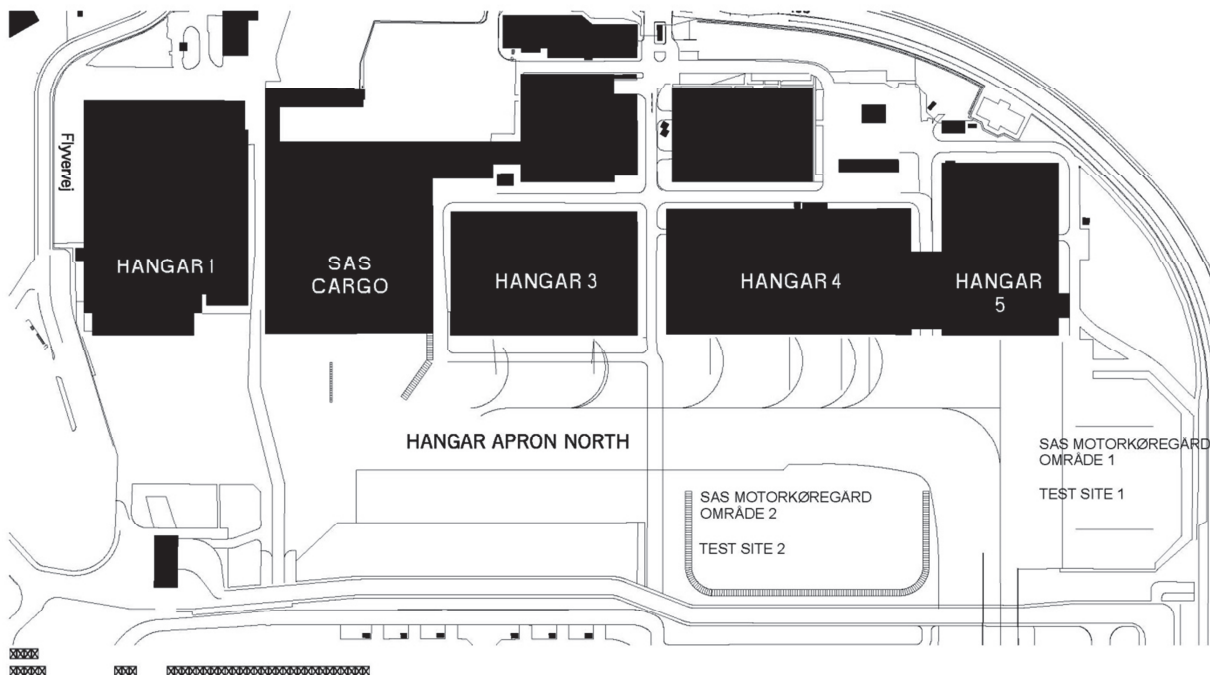 Flyvervej
HANGAR 1
SAS
CARGO
HANGAR 3
HANGAR 4
HANGAR
5
HANGAR APRON NORTH
SAS MOTORKØREGÅRD
OMRÅDE 1
TEST SITE 1
SAS MOTORKØREGARD
OMRÅDE 2
TEST SITE 2